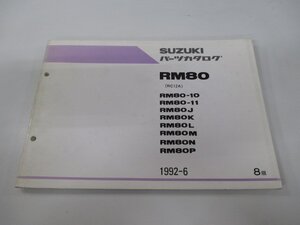 SUZUKI
パーツカタログ
RM80
(RC12A)
RM80-10
RM80-11
RM80J
RM80K
RM80L
RM80M
RM80N
RM80P
1992-6
8版